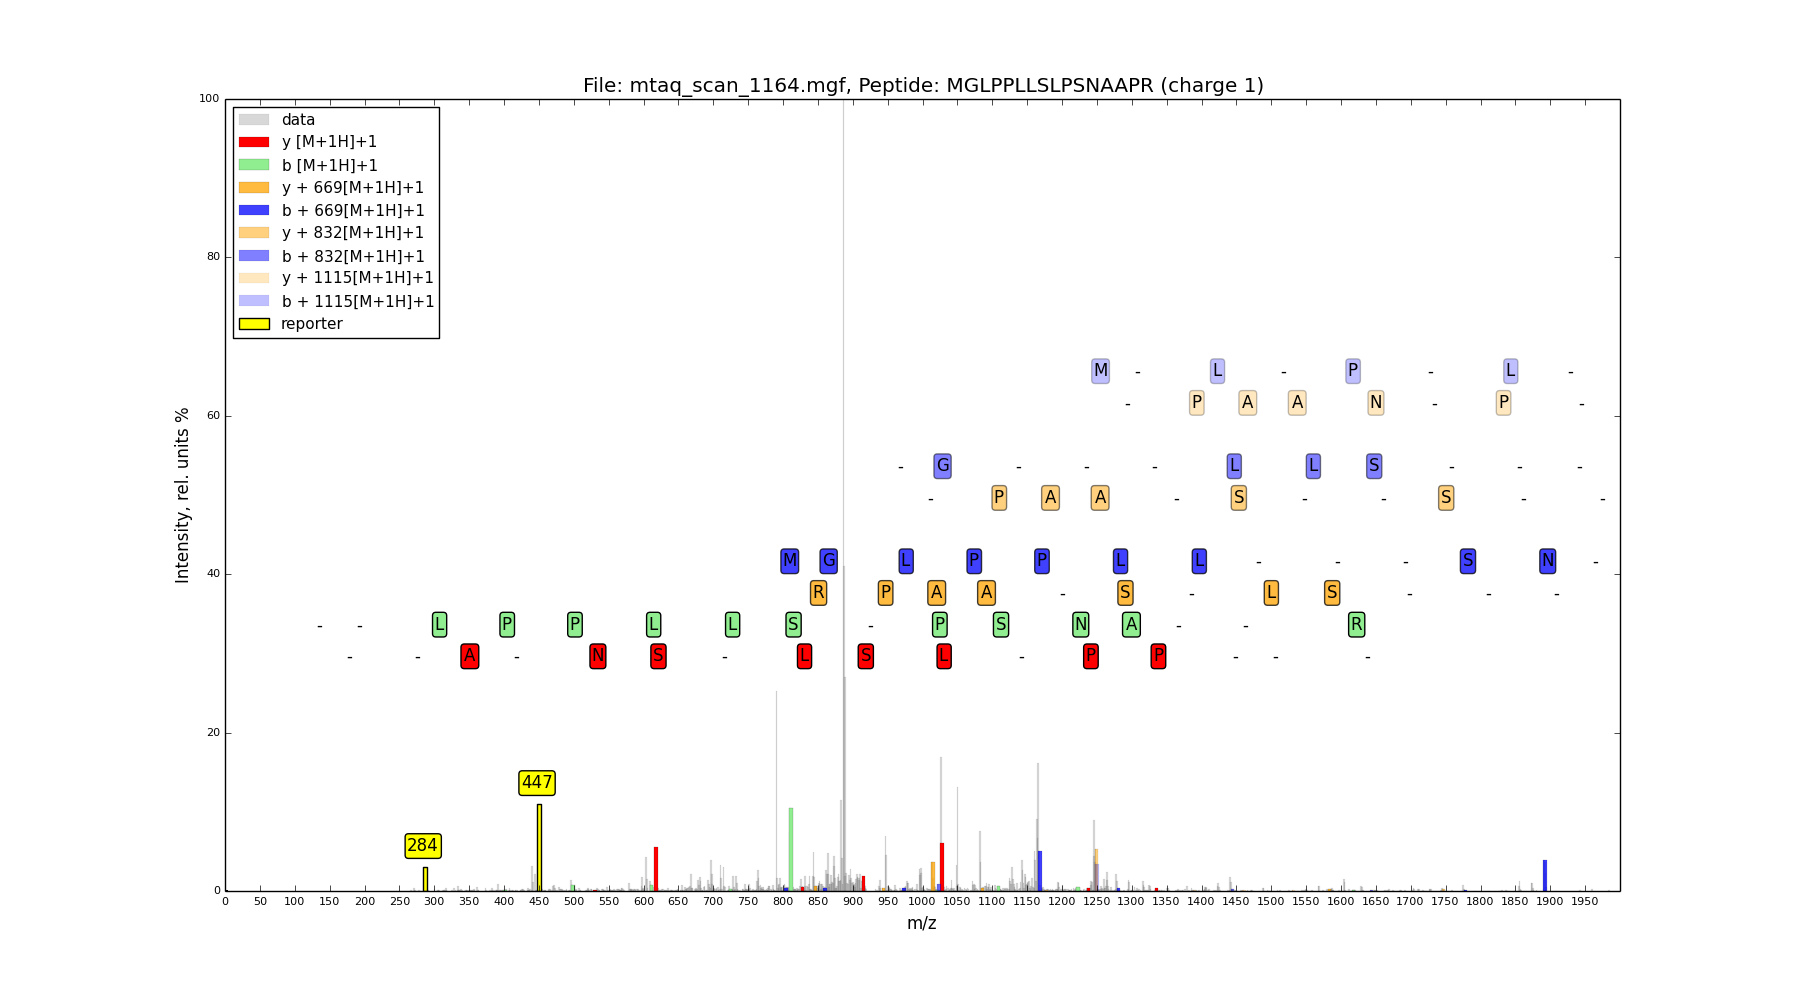 File: mtaq_scan_1164.mgf, Peptide: MGLPPLLSLPSNAAPR (charge 1)
100
data
y [M+1H]+1
b [M+1H]+1
y + 669[M+1H]+1
b + 669[M+1H]+1
y + 832[M+1H]+1
b + 832[M+1H]+1
y + 1115[M+1H]+1
b + 1115[M+1H]+1
reporter
80
60
40
20
0
Intensity, rel. units %
M - L - P - L -
- P A A N - P -
- G - - - L L S - - -
- P A A - S - - S - -
M G L P P L L - - - S N -
R P A A - S - L S - - -
- - L P P L L S - P S N A - - R
- - A - N S - L S L - P P - - -
447
284
0 50 100 150 200 250 300 350 400 450 500 550 600 650 700 750 800 850 900 950 1000 1050 1100 1150 1200 1250 1300 1350 1400 1450 1500 1550 1600 1650 1700 1750 1800 1850 1900 1950
m/z